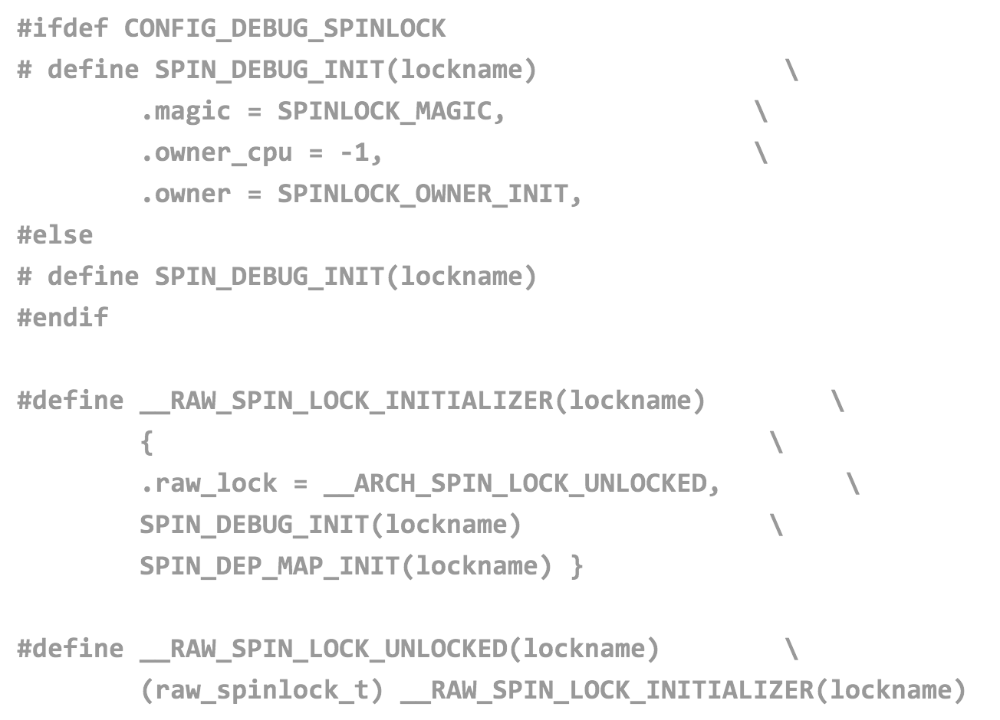 #ifdef CONFIG_DEBUG_SPINLOCK
# define SPIN_DEBUG_INIT(lockname)                \
        .magic = SPINLOCK_MAGIC,                \
        .owner_cpu = -1,                        \
        .owner = SPINLOCK_OWNER_INIT,
#else
# define SPIN_DEBUG_INIT(lockname)
#endif

#define __RAW_SPIN_LOCK_INITIALIZER(lockname)        \
        {                                        \
        .raw_lock = __ARCH_SPIN_LOCK_UNLOCKED,        \
        SPIN_DEBUG_INIT(lockname)                \
        SPIN_DEP_MAP_INIT(lockname) }

#define __RAW_SPIN_LOCK_UNLOCKED(lockname)        \
        (raw_spinlock_t) __RAW_SPIN_LOCK_INITIALIZER(lockname)